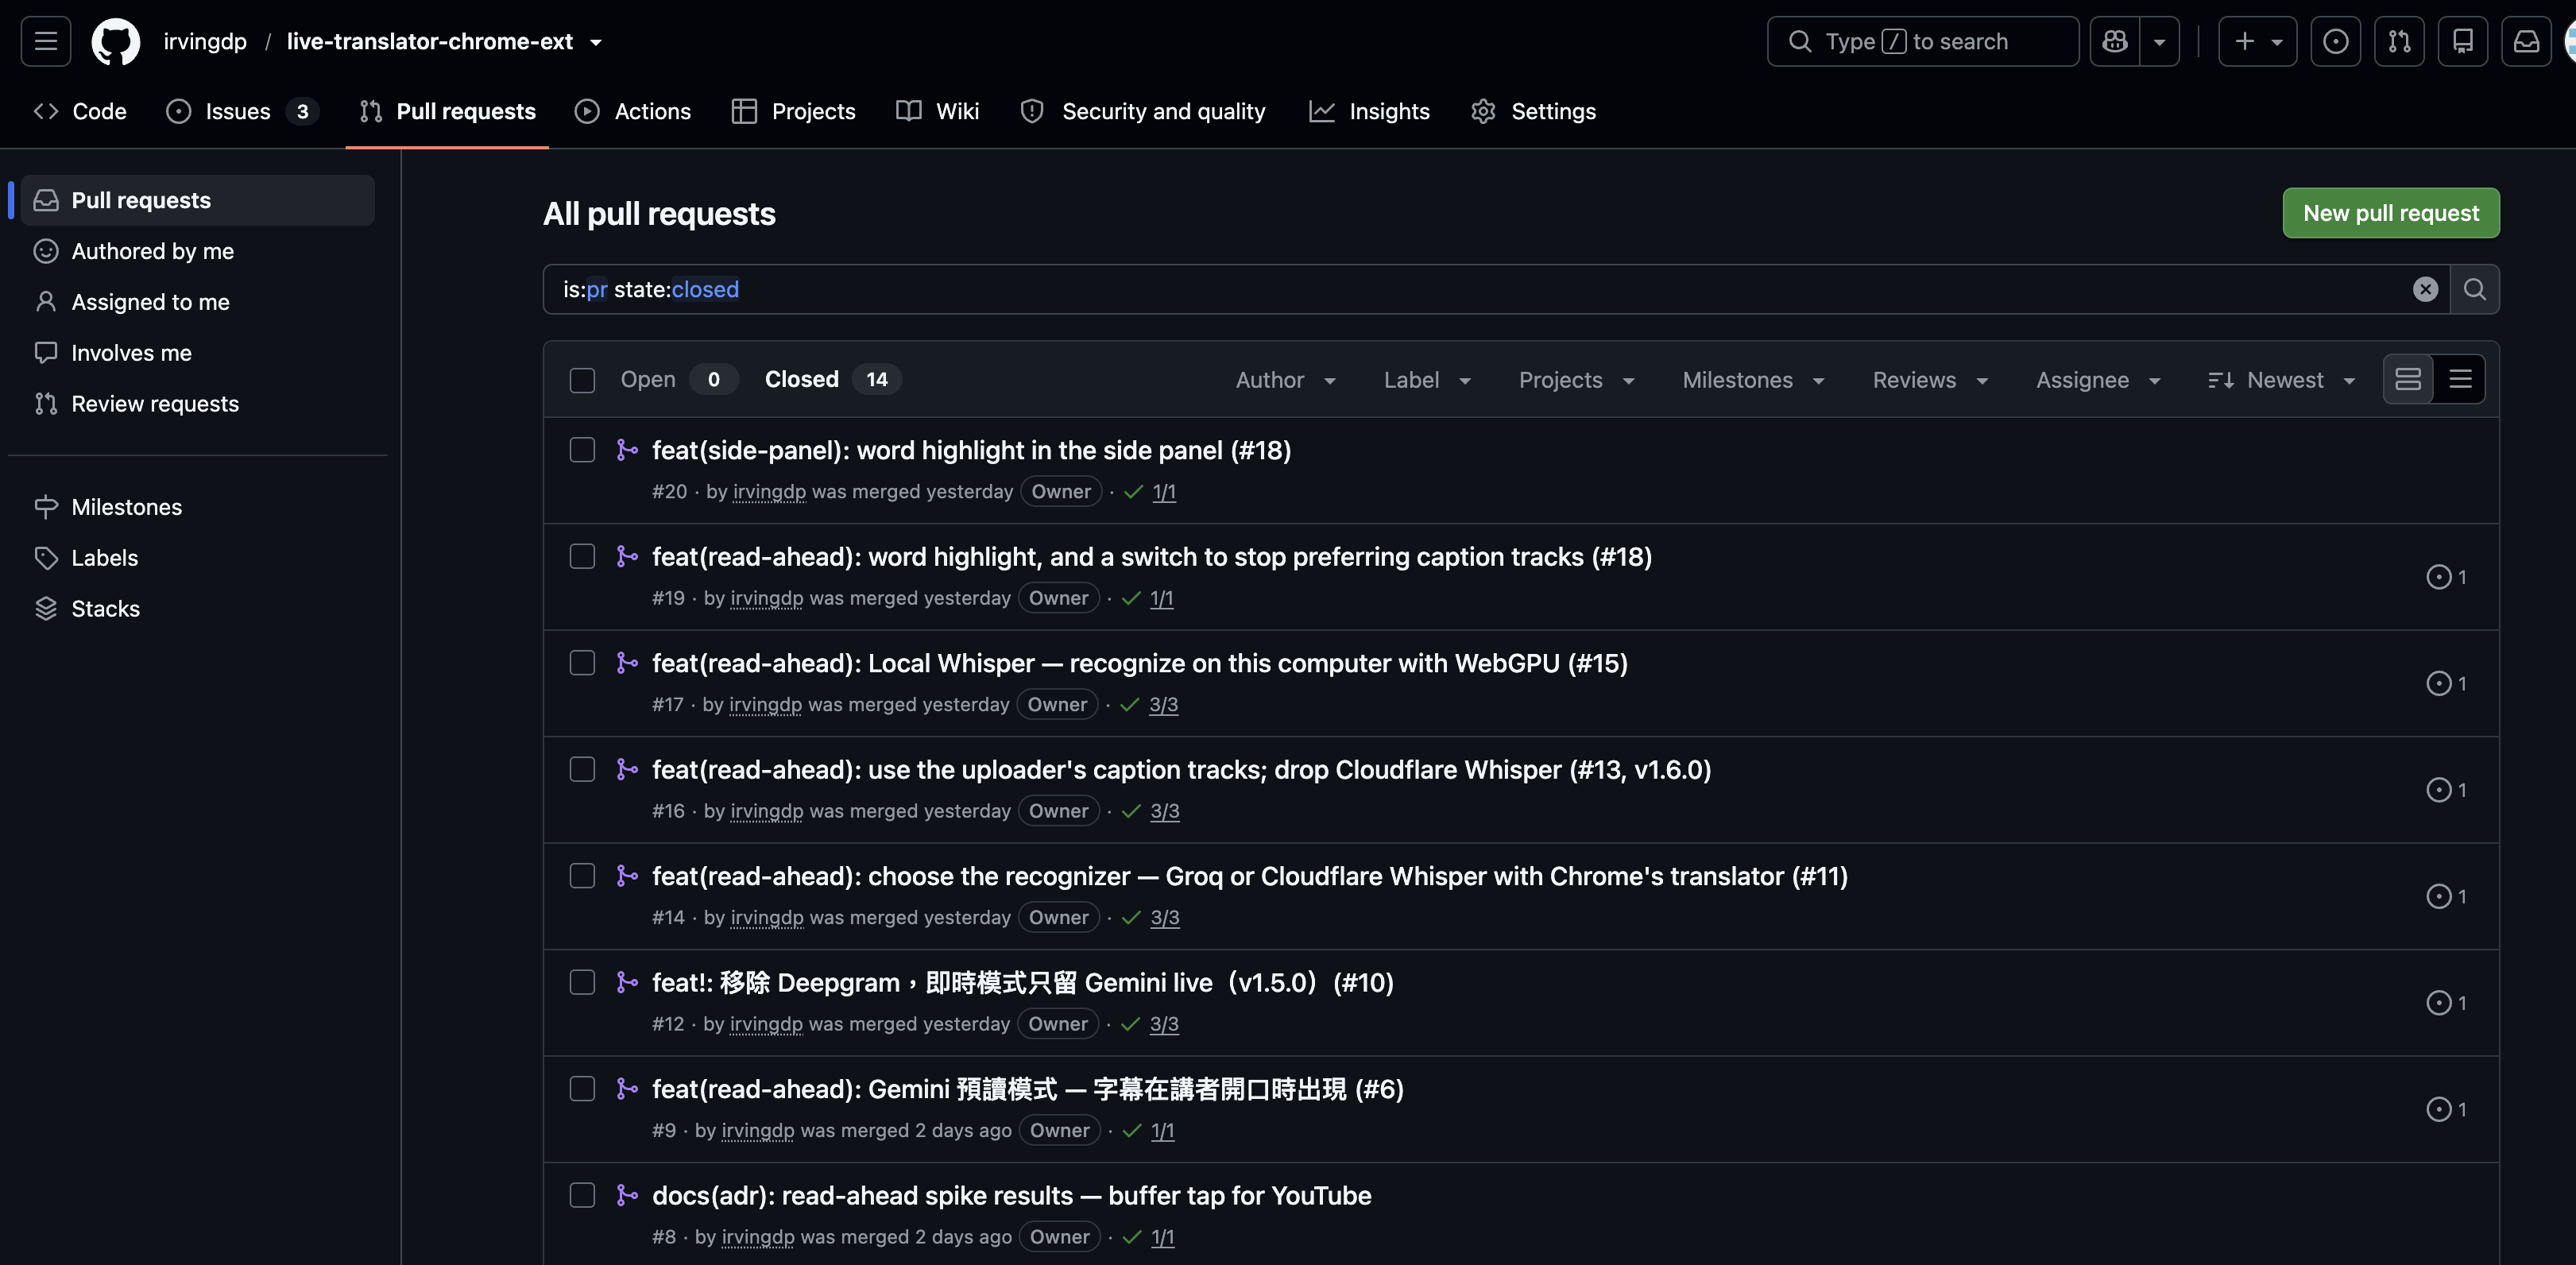 irvingdp / live-translator-chrome-ext
Type / to search
Code
Issues 3
Pull requests
Actions
Projects
Wiki
Security and quality
Insights
Settings
Pull requests
Authored by me
Assigned to me
Involves me
Review requests
Milestones
Labels
Stacks
All pull requests
New pull request
is:pr state:closed
Open 0 Closed 14 Author Label Projects Milestones Reviews Assignee Newest
feat(side-panel): word highlight in the side panel (#18)
#20 · by irvingdp was merged yesterday Owner · 1/1
feat(read-ahead): word highlight, and a switch to stop preferring caption tracks (#18)
1
#19 · by irvingdp was merged yesterday Owner · 1/1
feat(read-ahead): Local Whisper — recognize on this computer with WebGPU (#15)
1
#17 · by irvingdp was merged yesterday Owner · 3/3
feat(read-ahead): use the uploader's caption tracks; drop Cloudflare Whisper (#13, v1.6.0)
1
#16 · by irvingdp was merged yesterday Owner · 3/3
feat(read-ahead): choose the recognizer — Groq or Cloudflare Whisper with Chrome's translator (#11)
1
#14 · by irvingdp was merged yesterday Owner · 3/3
feat!: 移除 Deepgram，即時模式只留 Gemini live（v1.5.0）(#10)
1
#12 · by irvingdp was merged yesterday Owner · 3/3
feat(read-ahead): Gemini 預讀模式 — 字幕在講者開口時出現 (#6)
1
#9 · by irvingdp was merged 2 days ago Owner · 1/1
docs(adr): read-ahead spike results — buffer tap for YouTube
#8 · by irvingdp was merged 2 days ago Owner · 1/1